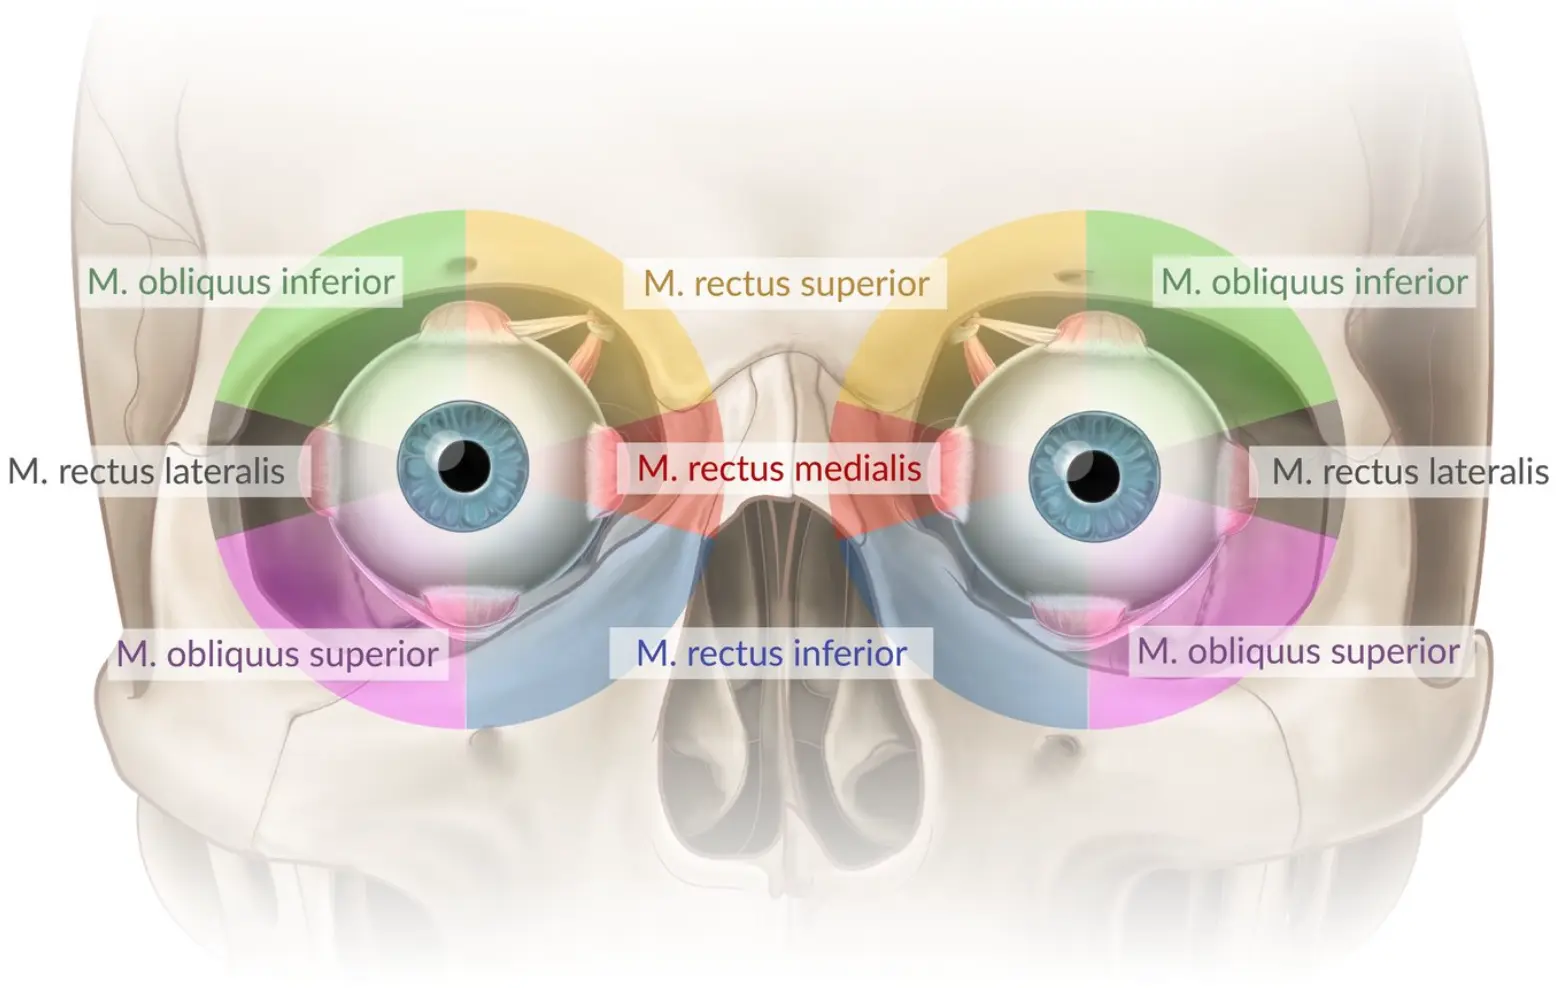 M. obliquus inferior
M. rectus superior
M. obliquus inferior
M. rectus lateralis
M. rectus medialis
M. rectus lateralis
M. obliquus superior
M. rectus inferior
M. obliquus superior